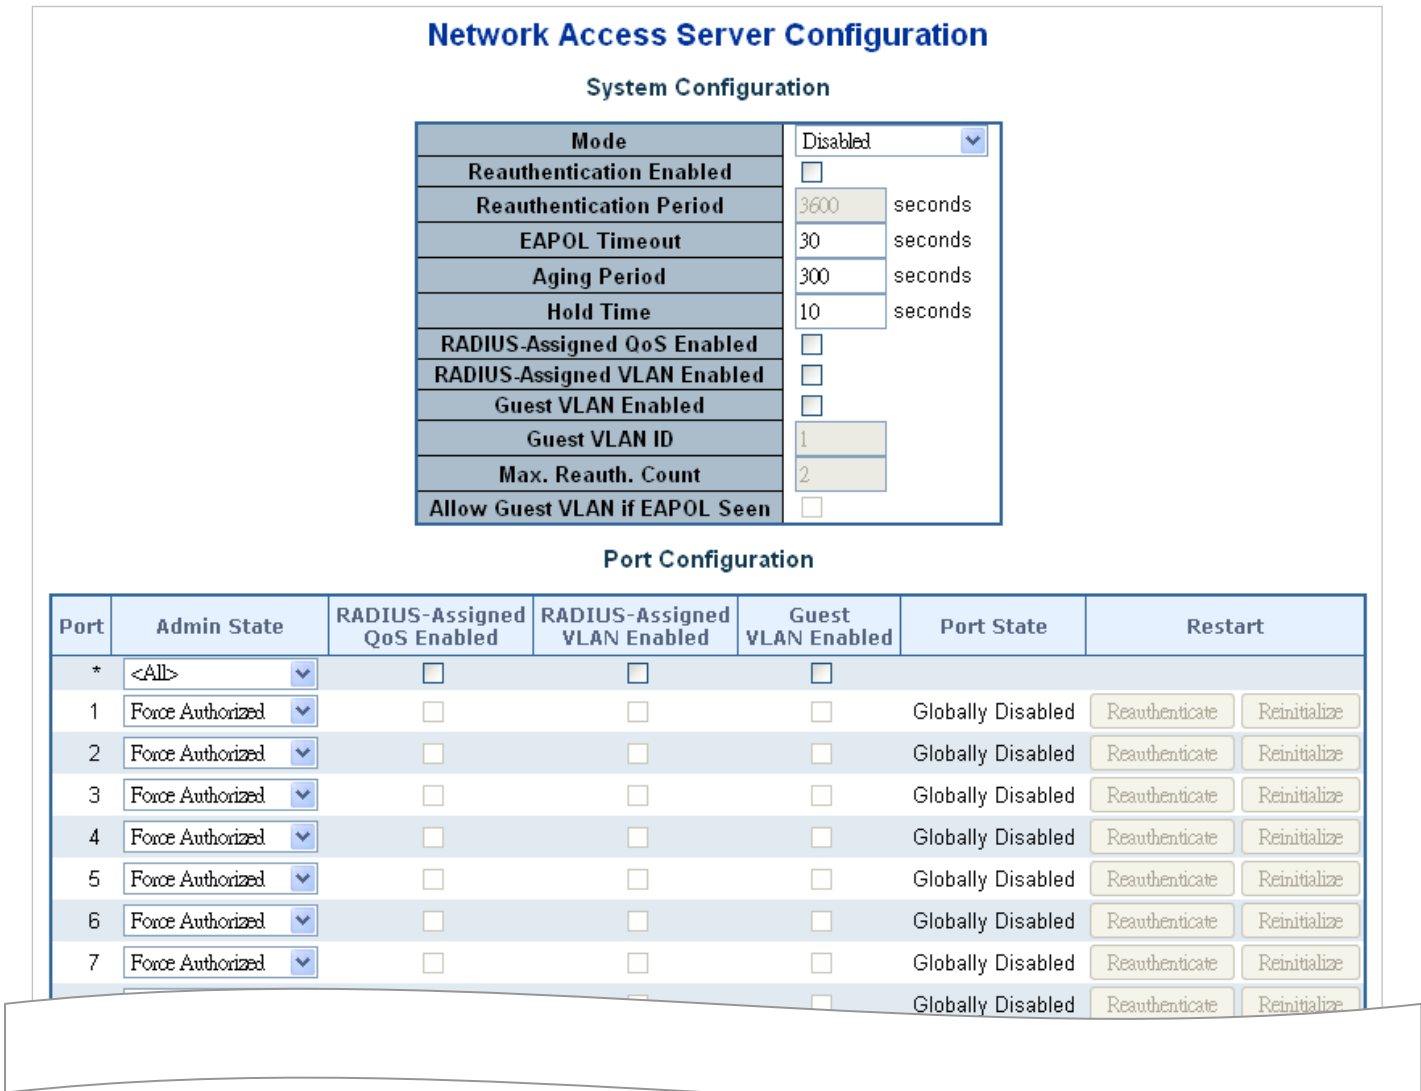 Network Access Server Configuration
System Configuration
Mode Disabled
Reauthentication Enabled
Reauthentication Period 3600 seconds
EAPOL Timeout 30 seconds
Aging Period 300 seconds
Hold Time 10 seconds
RADIUS-Assigned QoS Enabled
RADIUS-Assigned VLAN Enabled
Guest VLAN Enabled
Guest VLAN ID 1
Max. Reauth. Count 2
Allow Guest VLAN if EAPOL Seen
Port Configuration
Port Admin State RADIUS-Assigned QoS Enabled RADIUS-Assigned VLAN Enabled Guest VLAN Enabled Port State Restart
* <All>
1 Force Authorized Globally Disabled Reauthenticate Reinitialize
2 Force Authorized Globally Disabled Reauthenticate Reinitialize
3 Force Authorized Globally Disabled Reauthenticate Reinitialize
4 Force Authorized Globally Disabled Reauthenticate Reinitialize
5 Force Authorized Globally Disabled Reauthenticate Reinitialize
6 Force Authorized Globally Disabled Reauthenticate Reinitialize
7 Force Authorized Globally Disabled Reauthenticate Reinitialize
Globally Disabled Reauthenticate Reinitialize